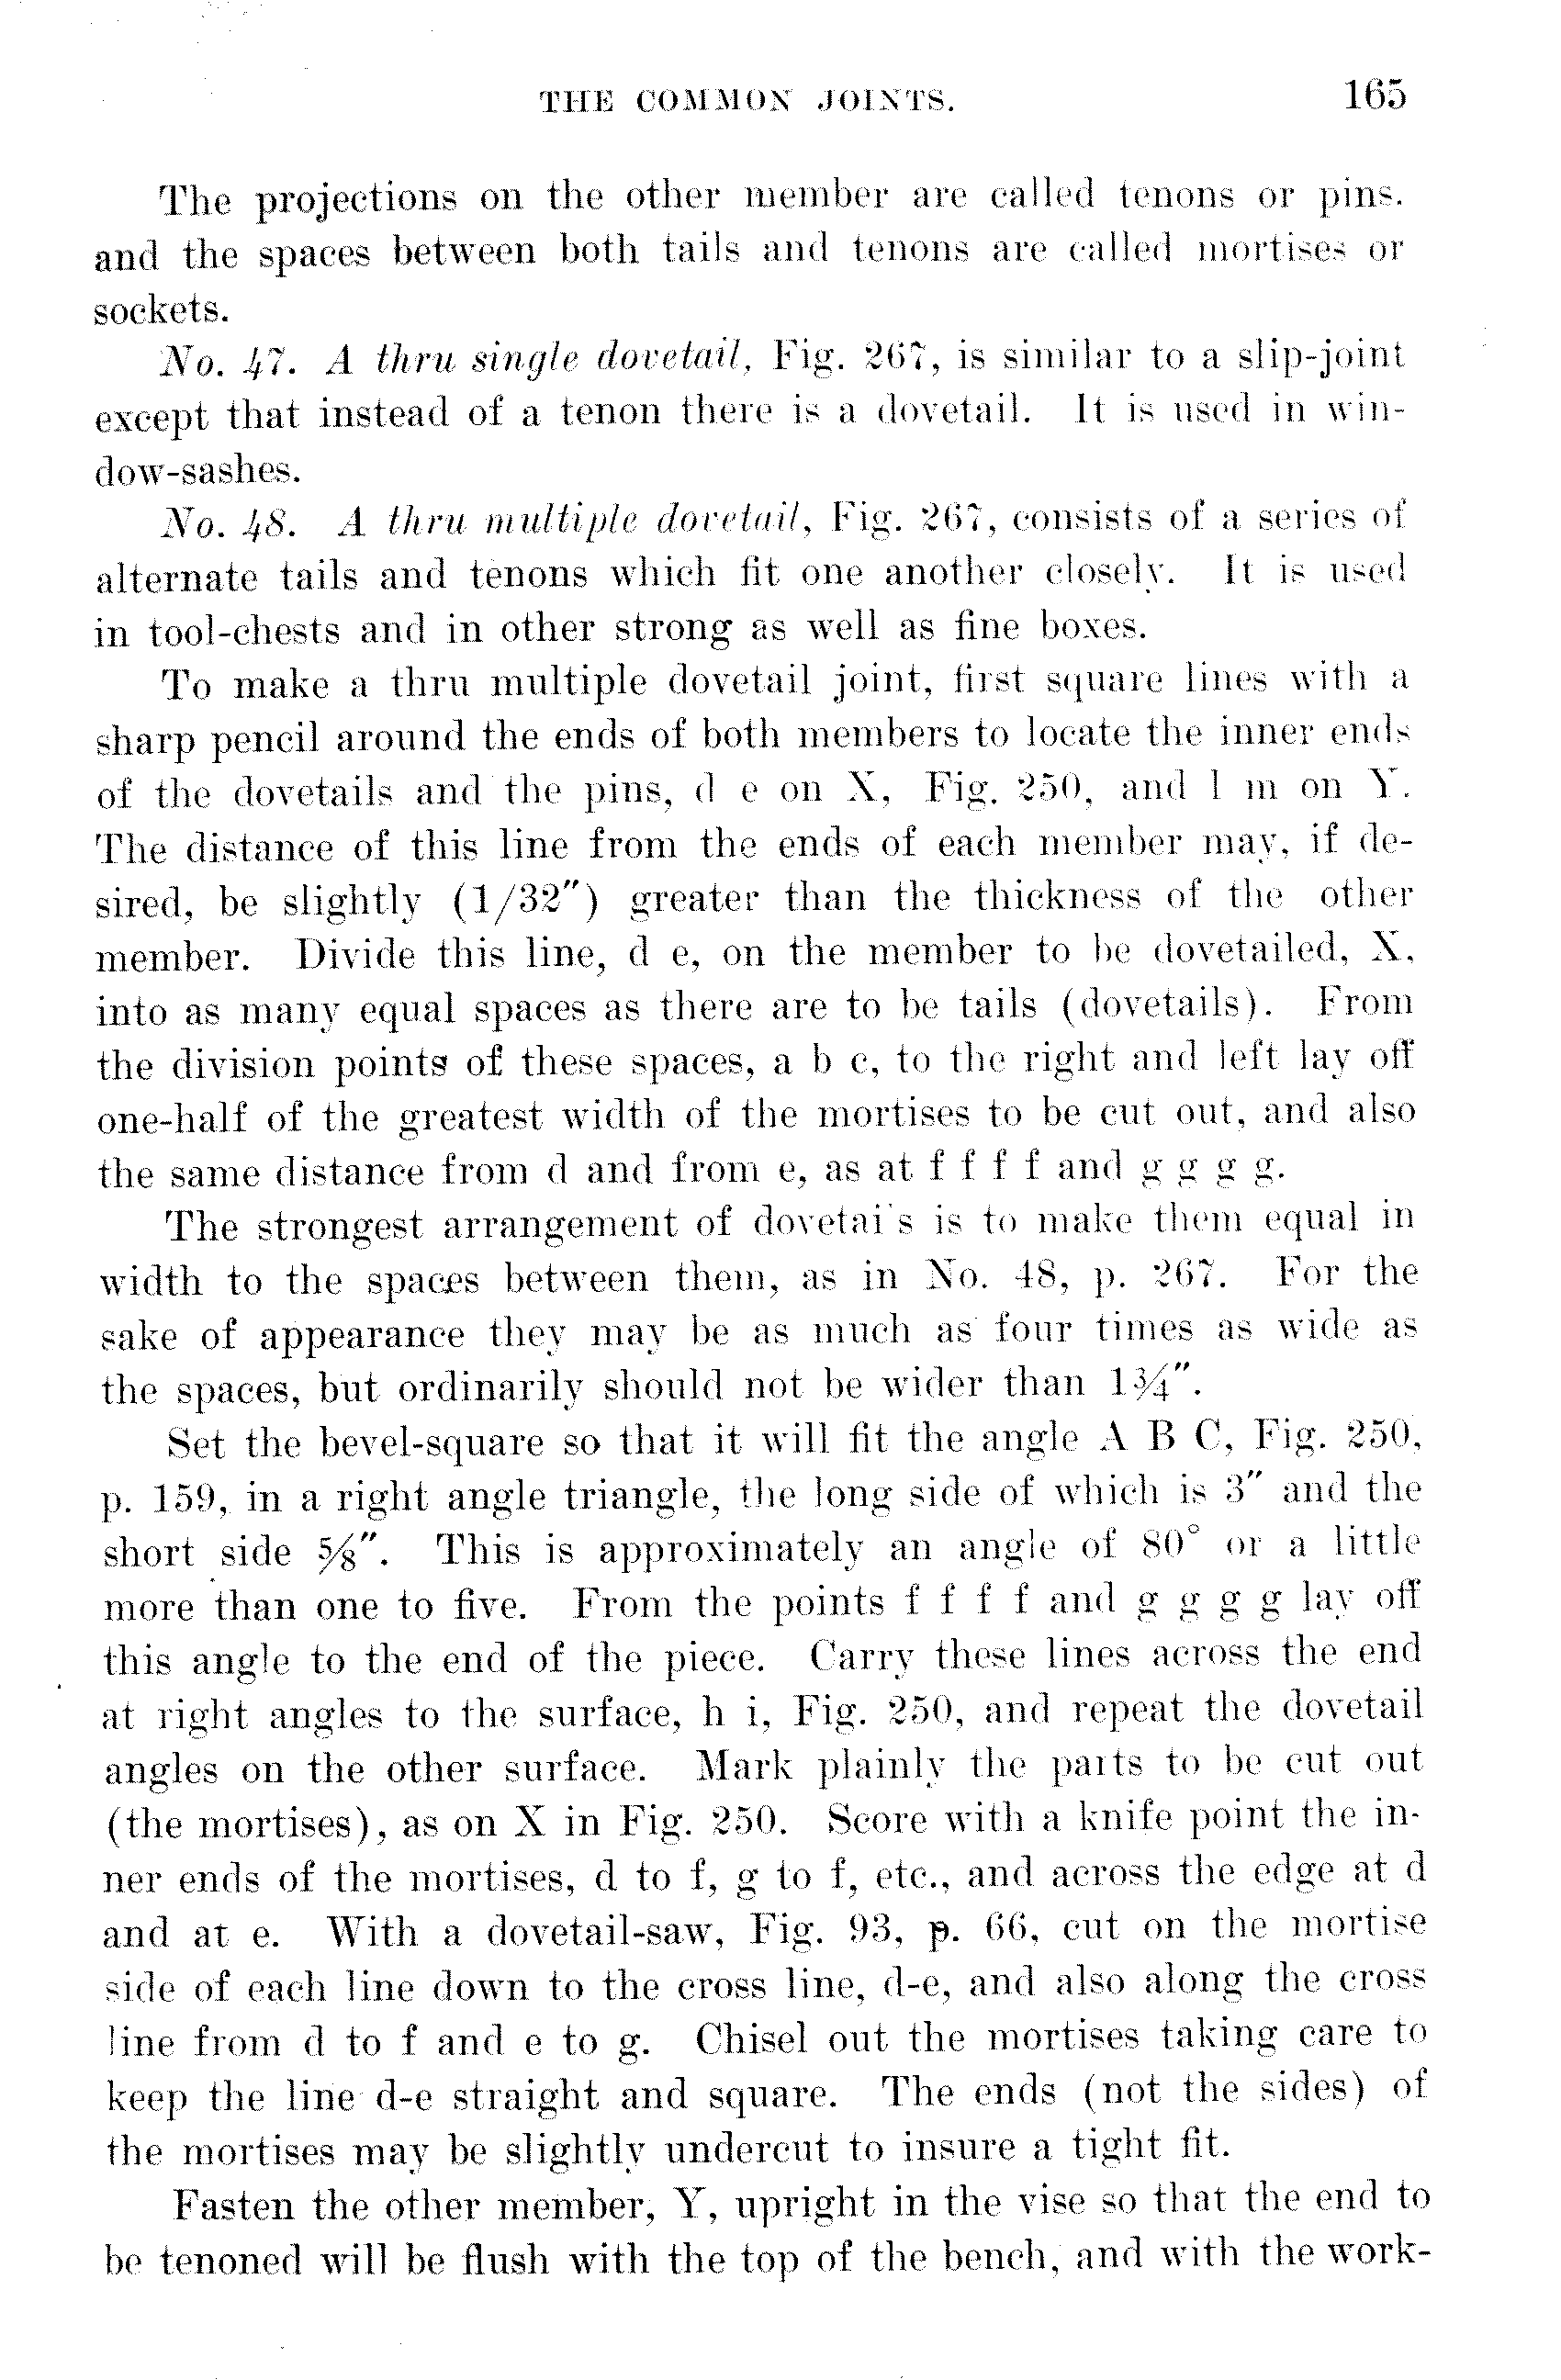 THE COMMON JOINTS. 165
The projections on the other member are called tenons or pins.
and the spaces between both tails and tenons are called mortises or
sockets.
No. 47. A thru single dovetail, Fig. 267, is similar to a slip-joint
except that instead of a tenon there is a dovetail. It is used in win-
dow-sashes.
No. 48. A thru multiple dovetail, Fig. 267, consists of a series of
alternate tails and tenons which fit one another closely. It is used
in tool-chests and in other strong as well as fine boxes.
To make a thru multiple dovetail joint, first square lines with a
sharp pencil around the ends of both members to locate the inner ends
of the dovetails and the pins, d e on X, Fig. 250, and l m on Y.
The distance of this line from the ends of each member may, if de-
sired, be slightly (1/32") greater than the thickness of the other
member. Divide this line, d e, on the member to be dovetailed, X,
into as many equal spaces as there are to be tails (dovetails). From
the division points of these spaces, a b c, to the right and left lay off
one-half of the greatest width of the mortises to be cut out, and also
the same distance from d and from e, as at f f f f and g g g g.
The strongest arrangement of dovetai s is to make them equal in
width to the spaces between them, as in No. 48, p. 267. For the
sake of appearance they may be as much as four times as wide as
the spaces, but ordinarily should not be wider than 1¾".
Set the bevel-square so that it will fit the angle A B C, Fig. 250,
p. 159, in a right angle triangle, the long side of which is 3" and the
short side ⅝". This is approximately an angle of 80° or a little
more than one to five. From the points f f f f and g g g g lay off
this angle to the end of the piece. Carry these lines across the end
at right angles to the surface, h i, Fig. 250, and repeat the dovetail
angles on the other surface. Mark plainly the parts to be cut out
(the mortises), as on X in Fig. 250. Score with a knife point the in-
ner ends of the mortises, d to f, g to f, etc., and across the edge at d
and at e. With a dovetail-saw, Fig. 93, p. 66, cut on the mortise
side of each line down to the cross line, d-e, and also along the cross
line from d to f and e to g. Chisel out the mortises taking care to
keep the line d-e straight and square. The ends (not the sides) of
the mortises may be slightly undercut to insure a tight fit.
Fasten the other member, Y, upright in the vise so that the end to
be tenoned will be flush with the top of the bench, and with the work-